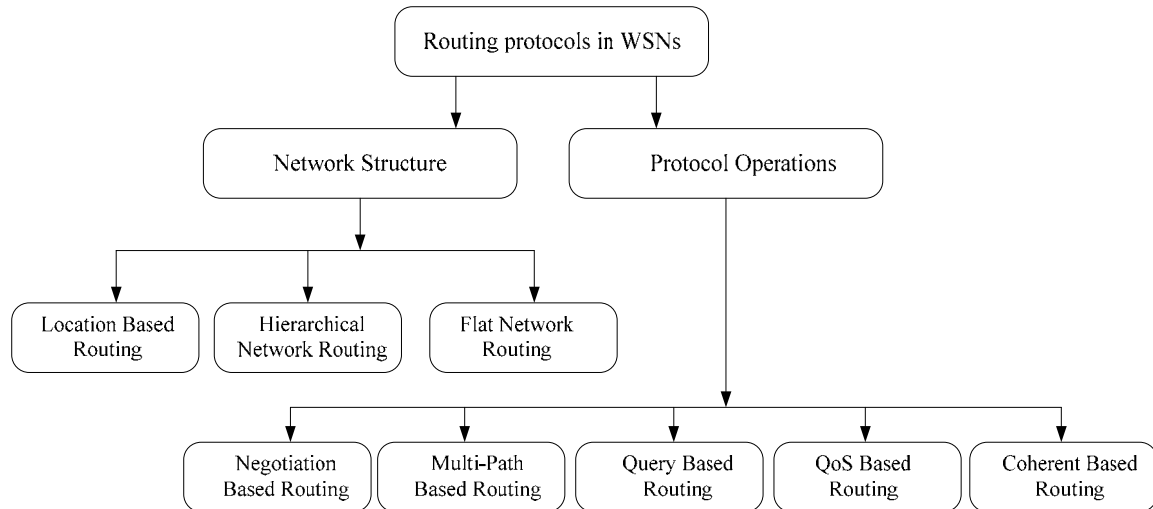 Routing protocols in WSNs
Network Structure
Protocol Operations
Location Based
Routing
Hierarchical
Network Routing
Flat Network
Routing
Negotiation
Based Routing
Multi-Path
Based Routing
Query Based
Routing
QoS Based
Routing
Coherent Based
Routing